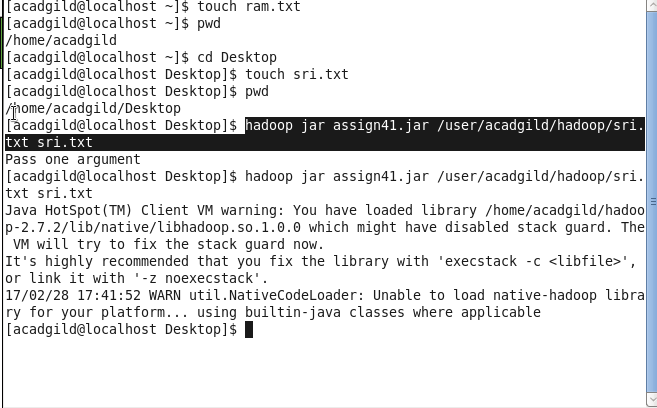 [acadgild@localhost ~]$ touch ram.txt
[acadgild@localhost ~]$ pwd
/home/acadgild
[acadgild@localhost ~]$ cd Desktop
[acadgild@localhost Desktop]$ touch sri.txt
[acadgild@localhost Desktop]$ pwd
/home/acadgild/Desktop
[acadgild@localhost Desktop]$ hadoop jar assign41.jar /user/acadgild/hadoop/sri.
txt sri.txt
Pass one argument
[acadgild@localhost Desktop]$ hadoop jar assign41.jar /user/acadgild/hadoop/sri.
txt sri.txt
Java HotSpot(TM) Client VM warning: You have loaded library /home/acadgild/hadoo
p-2.7.2/lib/native/libhadoop.so.1.0.0 which might have disabled stack guard. The
 VM will try to fix the stack guard now.
It's highly recommended that you fix the library with 'execstack -c <libfile>',
or link it with '-z noexecstack'.
17/02/28 17:41:52 WARN util.NativeCodeLoader: Unable to load native-hadoop libra
ry for your platform... using builtin-java classes where applicable
[acadgild@localhost Desktop]$